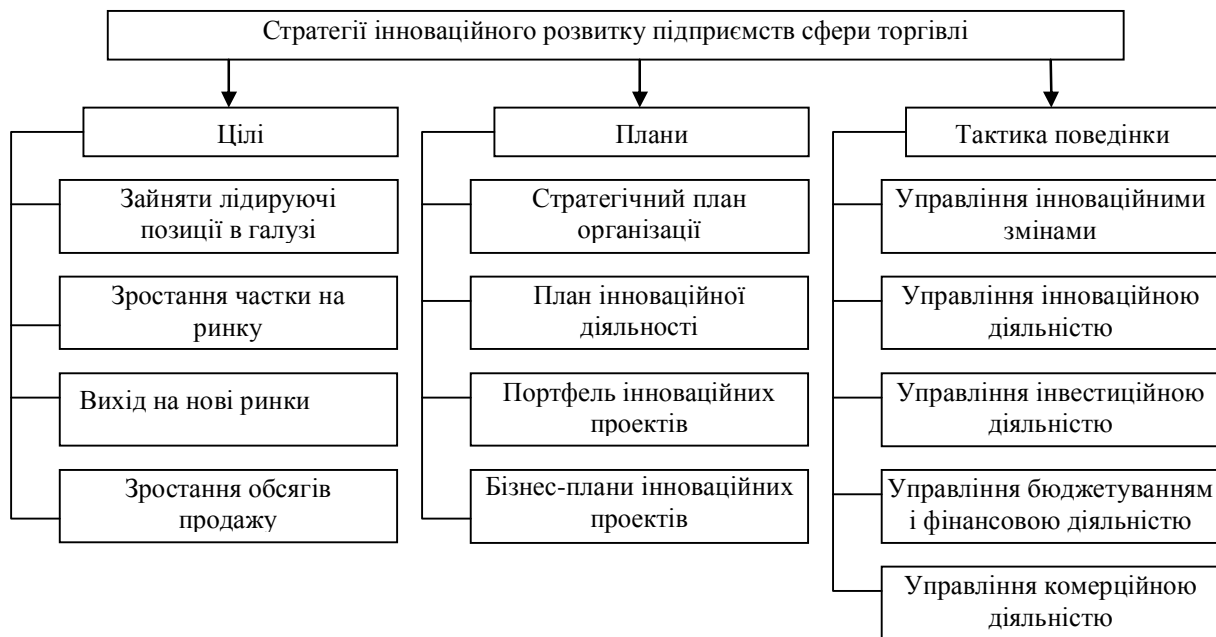 Стратегії інноваційного розвитку підприємств сфери торгівлі
Цілі
Зайняти лідируючі
позиції в галузі
Зростання частки на
ринку
Вихід на нові ринки
Зростання обсягів
продажу
Плани
Стратегічний план
організації
План інноваційної
діяльності
Портфель інноваційних
проектів
Бізнес-плани інноваційних
проектів
Тактика поведінки
Управління інноваційними
змінами
Управління інноваційною
діяльністю
Управління інвестиційною
діяльністю
Управління бюджетуванням
і фінансовою діяльністю
Управління комерційною
діяльністю